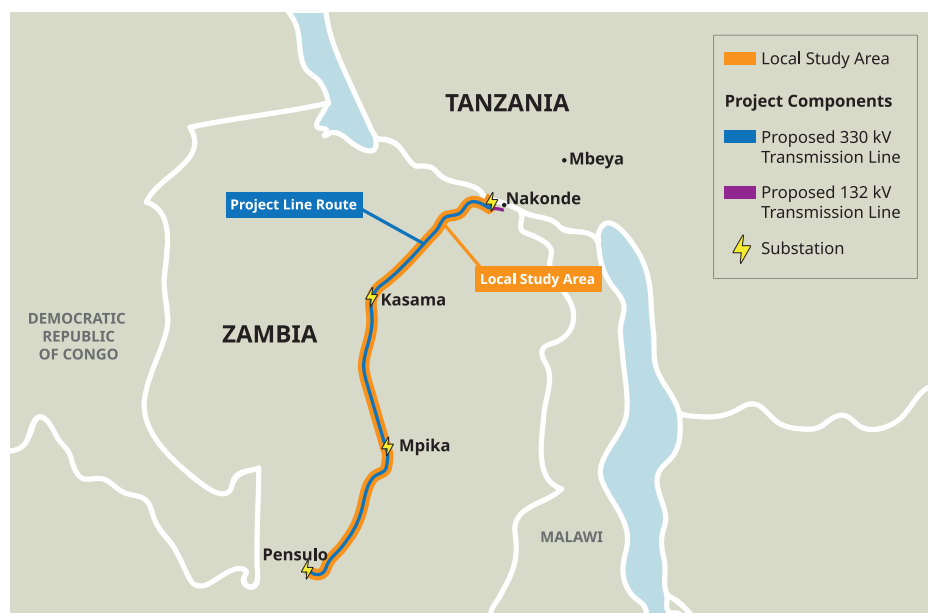 TANZANIA
Mbeya
Nakonde
Project Line Route
Local Study Area
Kasama
DEMOCRATIC
REPUBLIC
OF CONGO
ZAMBIA
Mpika
MALAWI
Pensulo
Local Study Area
Project Components
Proposed 330 kV
Transmission Line
Proposed 132 kV
Transmission Line
Substation